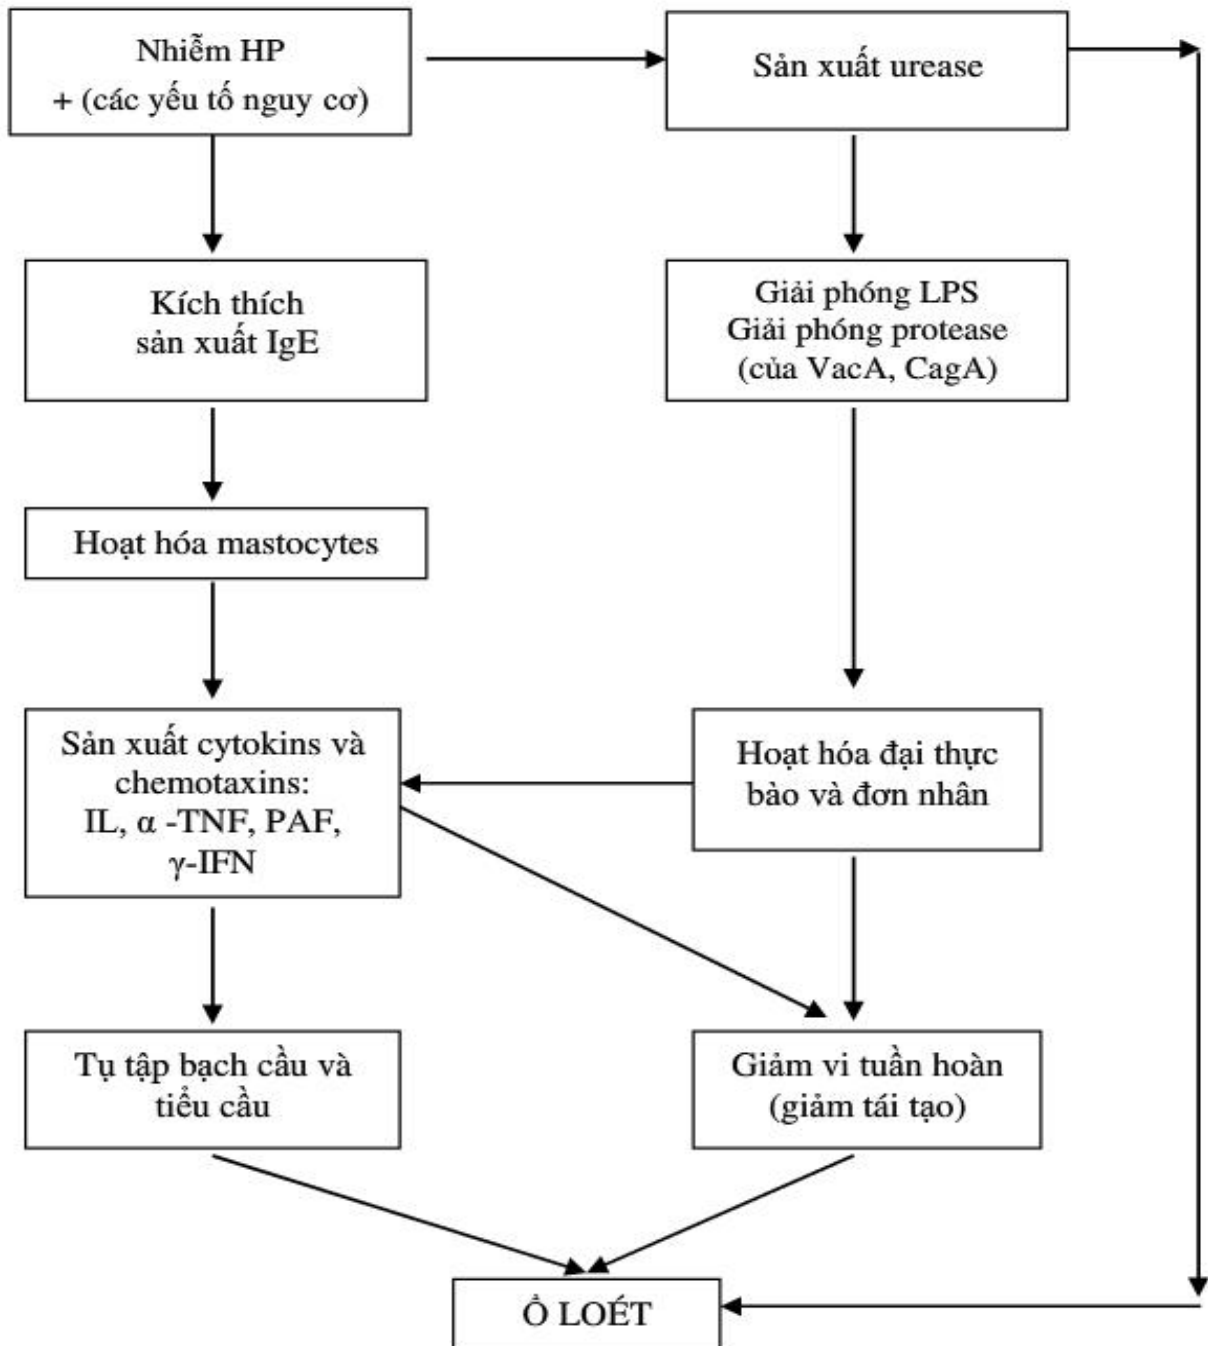 Nhiễm HP
+ (các yếu tố nguy cơ)
Sản xuất urease
Kích thích
sản xuất IgE
Giải phóng LPS
Giải phóng protease
(của VacA, CagA)
Hoạt hóa mastocytes
Sản xuất cytokins và
chemotaxins:
IL, α -TNF, PAF,
γ-IFN
Hoạt hóa đại thực
bào và đơn nhân
Tụ tập bạch cầu và
tiểu cầu
Giảm vi tuần hoàn
(giảm tái tạo)
Ổ LOÉT